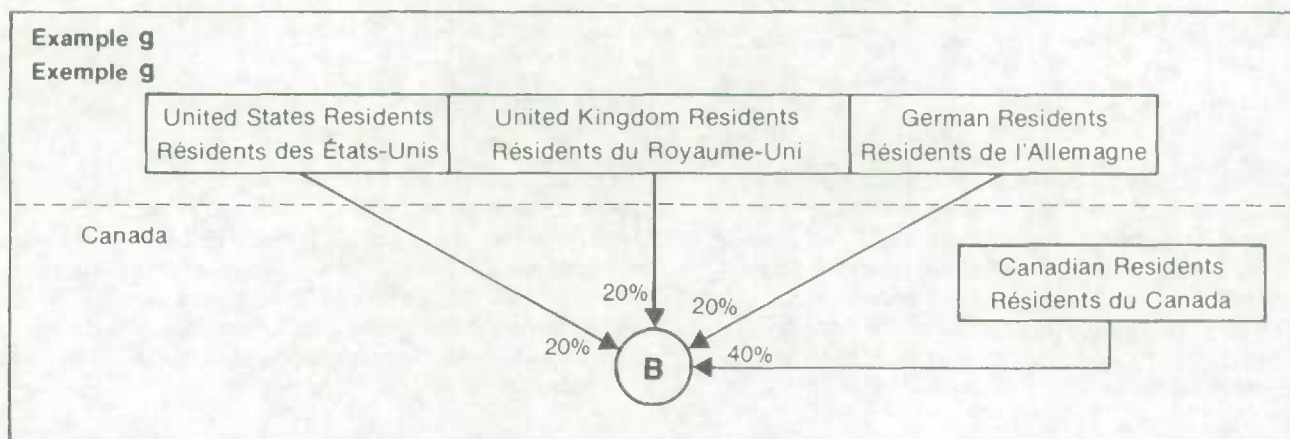 Example g
Exemple g
United States Residents
Résidents des États-Unis
United Kingdom Residents
Résidents du Royaume-Uni
German Residents
Résidents de l'Allemagne
Canada
Canadian Residents
Résidents du Canada
20%
20%
20%
40%
B